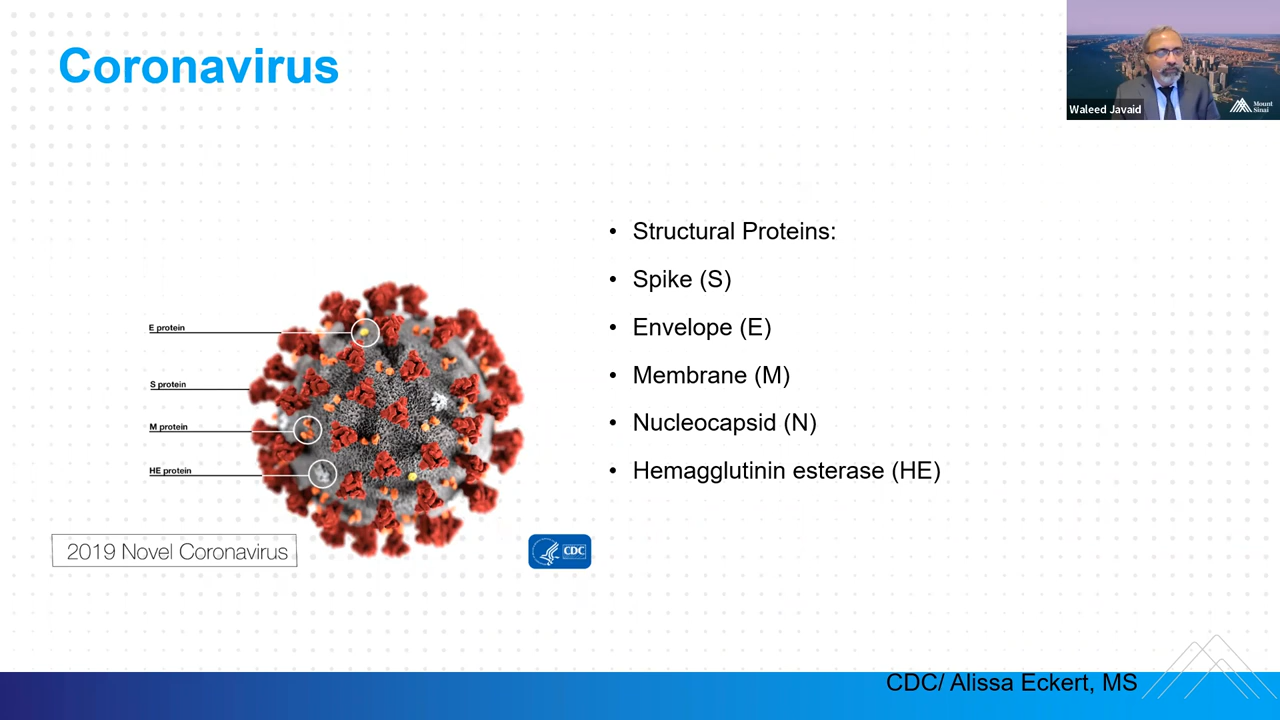 Coronavirus
Waleed Javaid
Mount
Sinai
• Structural Proteins:
• Spike (S)
• Envelope (E)
• Membrane (M)
• Nucleocapsid (N)
• Hemagglutinin esterase (HE)
E protein
S protein
M protein
HE protein
2019 Novel Coronavirus
CDC
CDC/ Alissa Eckert, MS